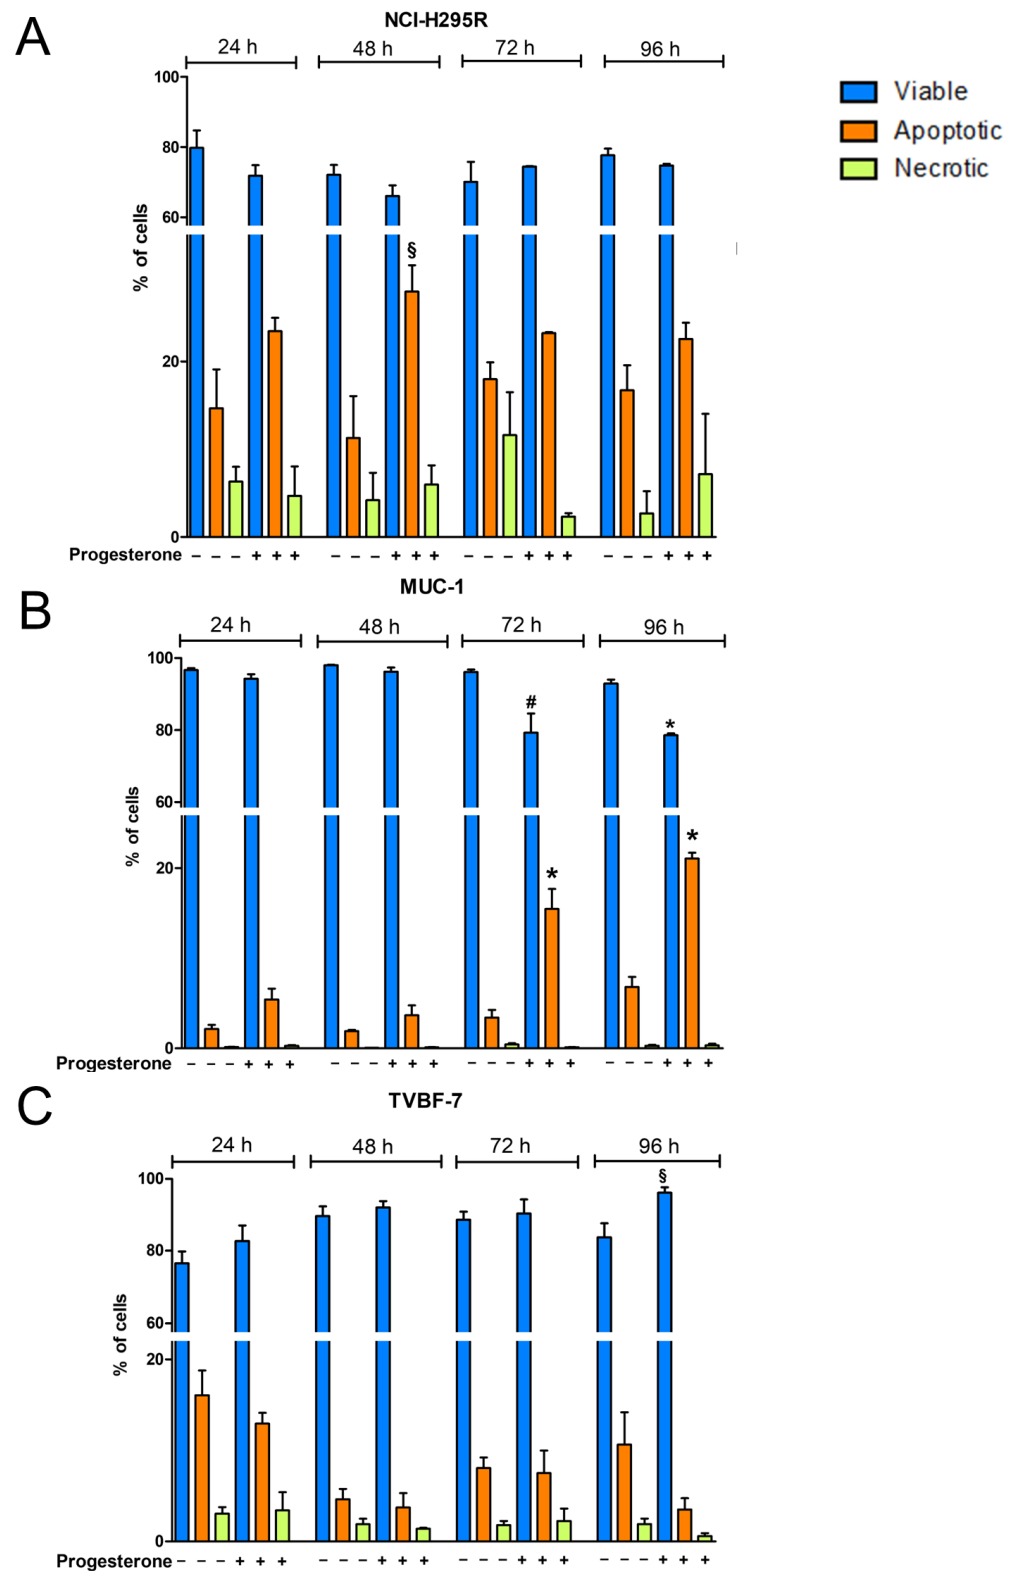 A
NCI-H295R
24 h 48 h 72 h 96 h
Viable
Apoptotic
Necrotic
100
80
60
20
0
% of cells
§
Progesterone – – – + + + – – – + + + – – – + + + – – – + + +
B
MUC-1
24 h 48 h 72 h 96 h
100
80
60
20
0
% of cells
# *
* *
Progesterone – – – + + + – – – + + + – – – + + + – – – + + +
C
TVBF-7
24 h 48 h 72 h 96 h
§
100
80
60
20
0
% of cells
Progesterone – – – + + + – – – + + + – – – + + + – – – + + +